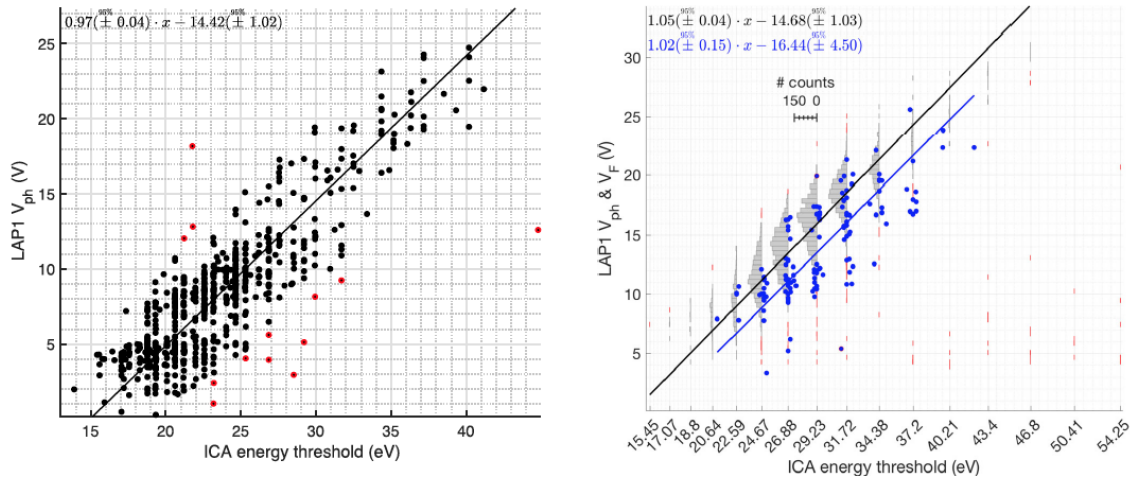 0.97(± 0.04) · x − 14.42(± 1.02)
95% 95%
25
20
15
10
5
15 20 25 30 35 40
LAP1 Vph (V)
ICA energy threshold (eV)
1.05(± 0.04) · x − 14.68(± 1.03)
95% 95%
1.02(± 0.15) · x − 16.44(± 4.50)
95% 95%
# counts
150 0
30
25
20
15
10
5
LAP1 Vph & VF (V)
15.45 17.07 18.8 20.64 22.59 24.67 26.88 29.23 31.72 34.38 37.2 40.21 43.4 46.8 50.41 54.25
ICA energy threshold (eV)